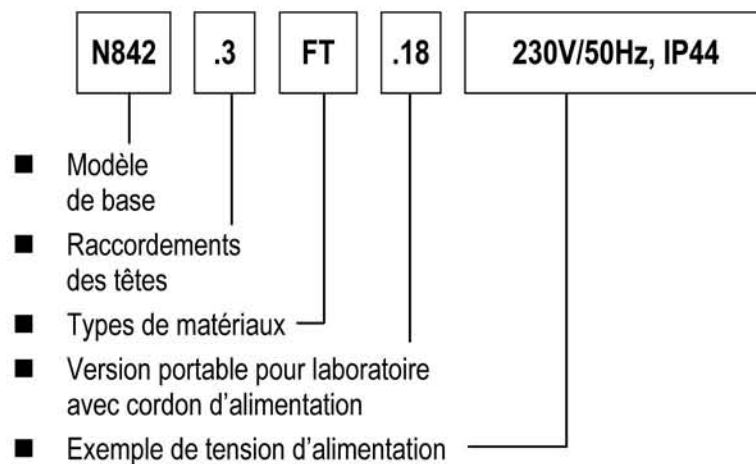 N842 .3 FT .18 230V/50Hz, IP44
■ Modèle
de base
■ Raccordements
des têtes
■ Types de matériaux
■ Version portable pour laboratoire
avec cordon d'alimentation
■ Exemple de tension d'alimentation